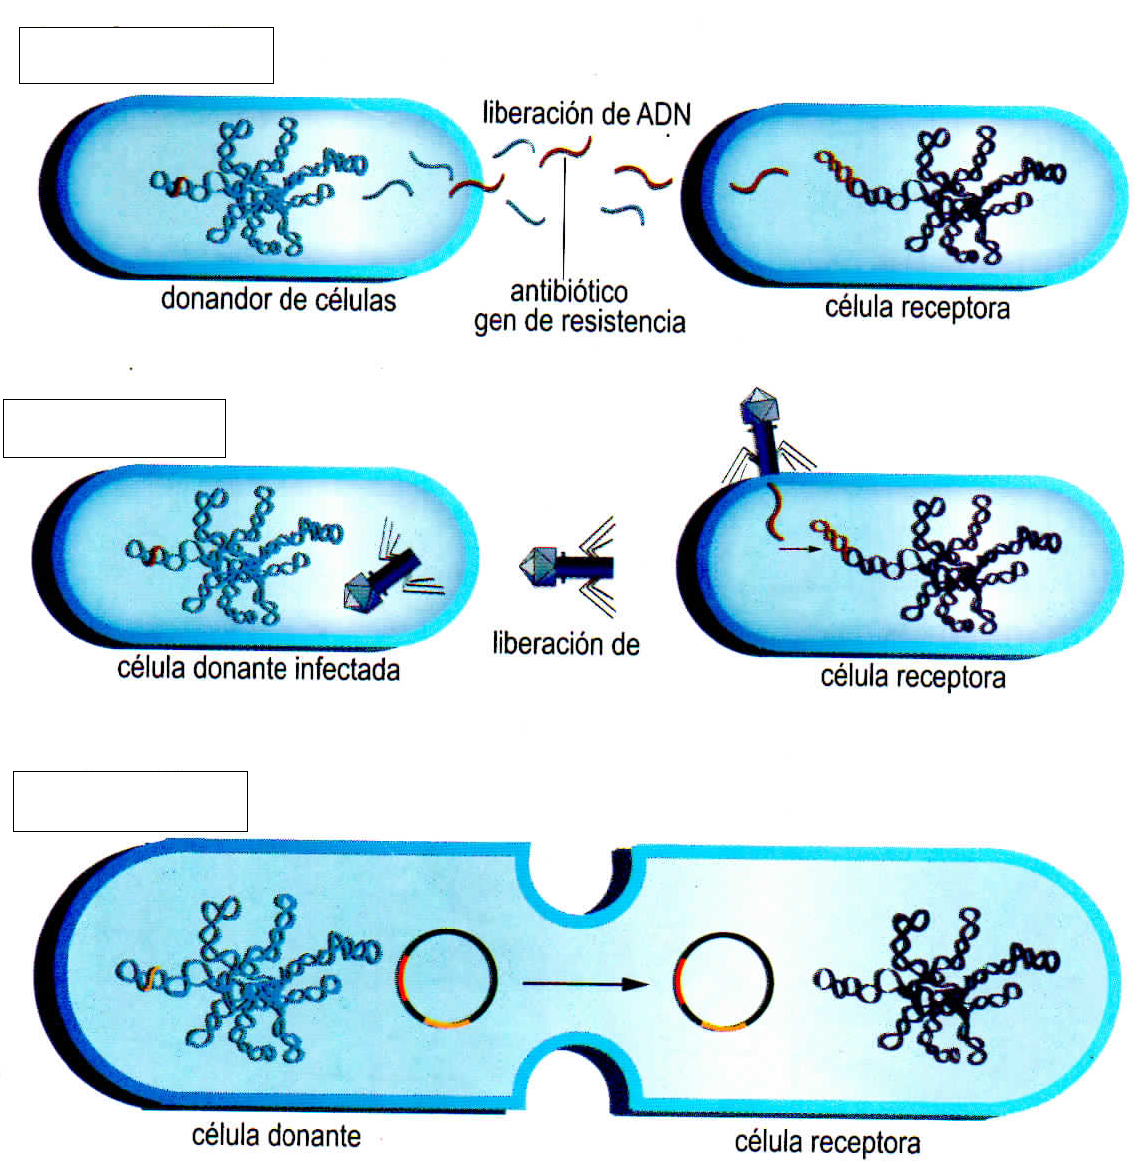 liberación de ADN
donandor de células
antibiótico
gen de resistencia
célula receptora
célula donante infectada
liberación de
célula receptora
célula donante
célula receptora